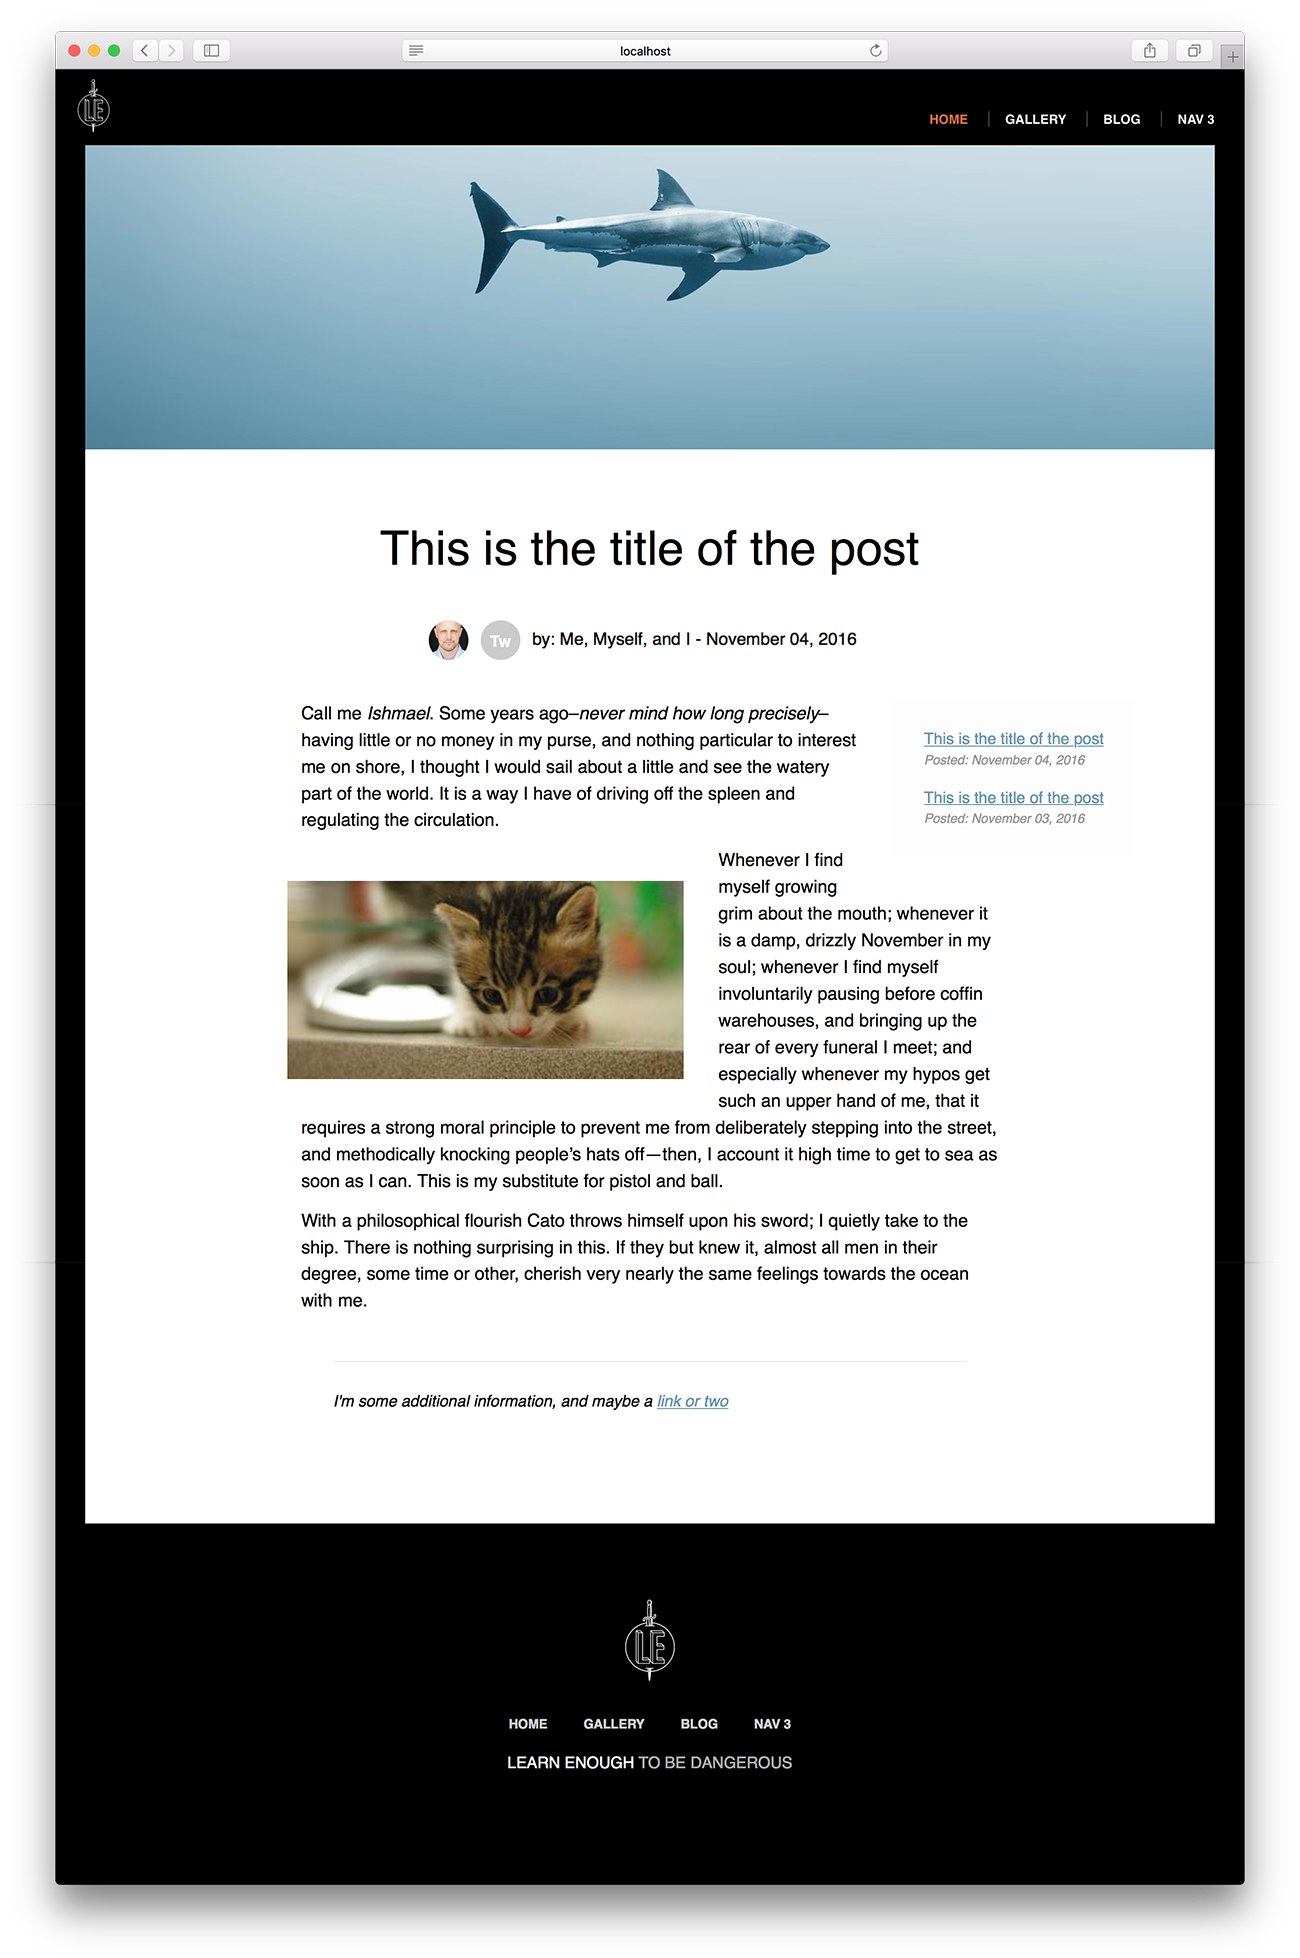 localhost
LE
HOME
GALLERY
BLOG
NAV 3
This is the title of the post
Tw
by: Me, Myself, and I - November 04, 2016
Call me Ishmael. Some years ago–never mind how long precisely–
having little or no money in my purse, and nothing particular to interest
me on shore, I thought I would sail about a little and see the watery
part of the world. It is a way I have of driving off the spleen and
regulating the circulation.
This is the title of the post
Posted: November 04, 2016
This is the title of the post
Posted: November 03, 2016
Whenever I find
myself growing
grim about the mouth; whenever it
is a damp, drizzly November in my
soul; whenever I find myself
involuntarily pausing before coffin
warehouses, and bringing up the
rear of every funeral I meet; and
especially whenever my hypos get
such an upper hand of me, that it
requires a strong moral principle to prevent me from deliberately stepping into the street,
and methodically knocking people’s hats off—then, I account it high time to get to sea as
soon as I can. This is my substitute for pistol and ball.
With a philosophical flourish Cato throws himself upon his sword; I quietly take to the
ship. There is nothing surprising in this. If they but knew it, almost all men in their
degree, some time or other, cherish very nearly the same feelings towards the ocean
with me.
I'm some additional information, and maybe a link or two
LE
HOME
GALLERY
BLOG
NAV 3
LEARN ENOUGH TO BE DANGEROUS